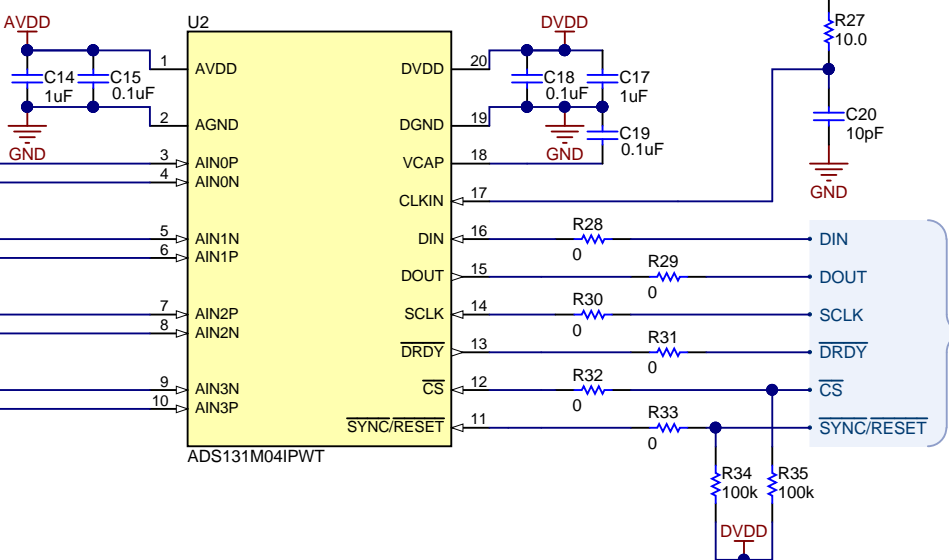 AVDD
U2
DVDD
R27
10.0
1
AVDD
DVDD
20
C14
1uF
C15
0.1uF
C18
0.1uF
C17
1uF
2
AGND
DGND
19
C20
10pF
GND
GND
C19
0.1uF
GND
3
AIN0P
VCAP
18
4
AIN0N
CLKIN
17
5
AIN1N
DIN
16
R28
0
DIN
6
AIN1P
DOUT
15
R29
0
DOUT
7
AIN2P
SCLK
14
R30
0
SCLK
8
AIN2N
DRDY
13
R31
0
DRDY
9
AIN3N
CS
12
R32
0
CS
10
AIN3P
SYNC/RESET
11
R33
0
SYNC/RESET
ADS131M04IPWT
R34
100k
R35
100k
DVDD